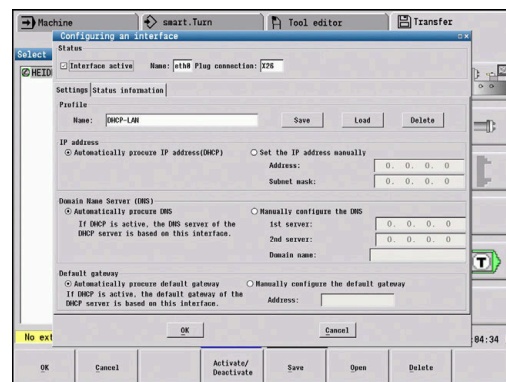 Machine
smart.Turn
Tool editor
Transfer
Configuring an interface
Select
HEID
Status
Interface active
Name: eth0
Plug connection: X26
Settings
Status information
Profile
Name: DHCP-LAN
Save
Load
Delete
IP address
Automatically procure IP address(DHCP)
Set the IP address manually
Address: 0. 0. 0. 0
Subnet mask: 0. 0. 0. 0
Domain Name Server (DNS)
Automatically procure DNS
Manually configure the DNS
If DHCP is active, the DNS server of the
DHCP server is based on this interface.
1st server: 0. 0. 0. 0
2nd server: 0. 0. 0. 0
Domain name:
Default gateway
Automatically procure default gateway
Manually configure the default gateway
If DHCP is active, the default gateway of the
DHCP server is based on this interface.
Address:
OK
Cancel
T
No ext
:04:34
OK
Cancel
Activate/
Deactivate
Save
Open
Delete